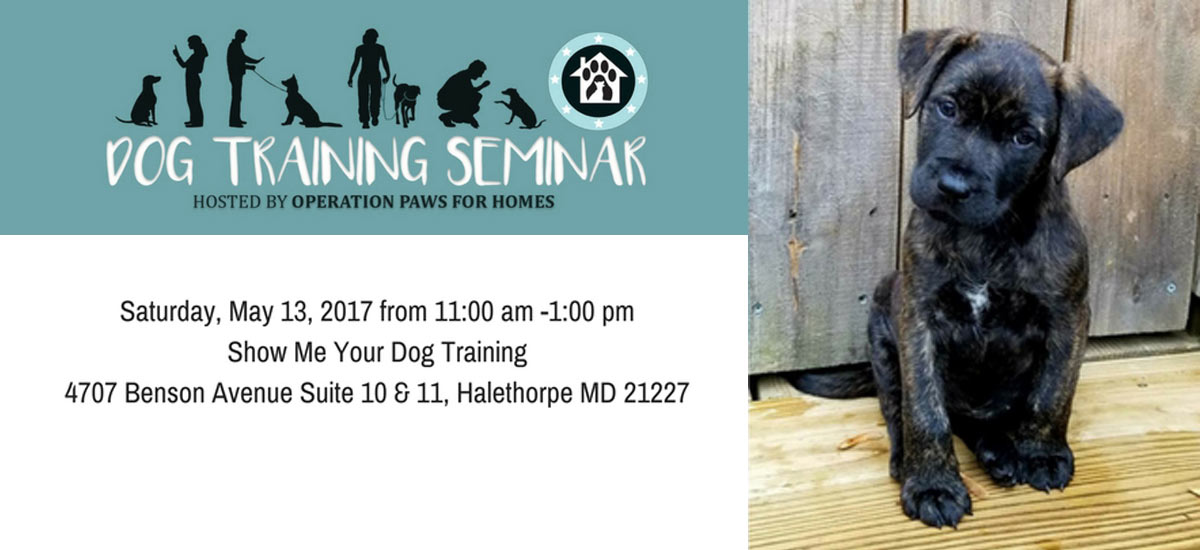 DOG TRAINING SEMINAR
HOSTED BY OPERATION PAWS FOR HOMES
Saturday, May 13, 2017 from 11:00 am -1:00 pm
Show Me Your Dog Training
4707 Benson Avenue Suite 10 & 11, Halethorpe MD 21227